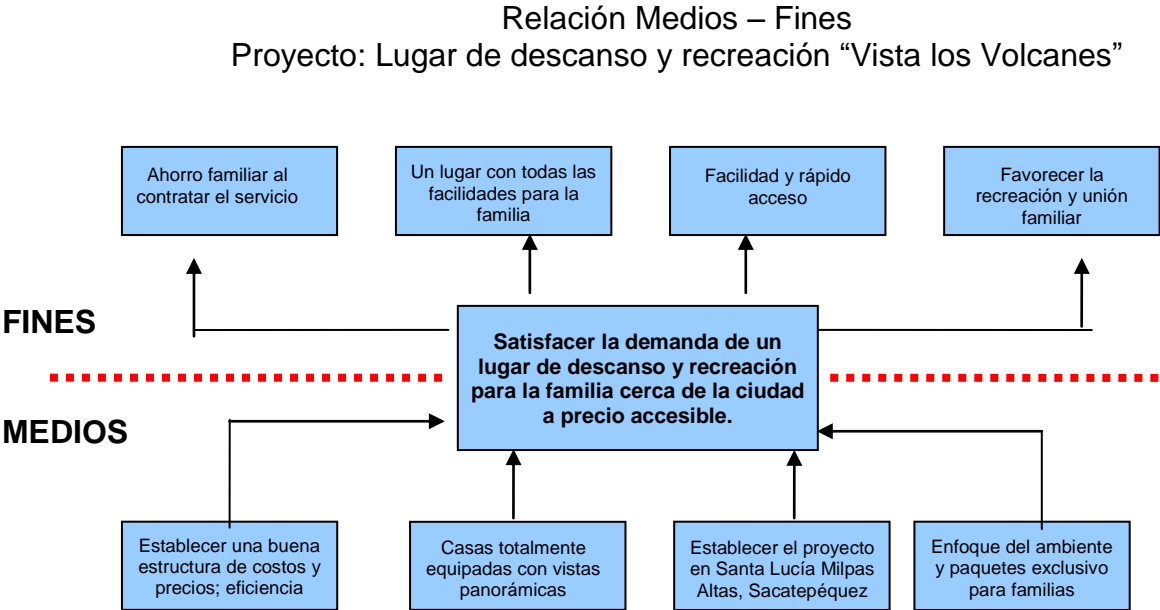 Relación Medios – Fines
Proyecto: Lugar de descanso y recreación “Vista los Volcanes”
Ahorro familiar al
contratar el servicio
Un lugar con todas las
facilidades para la
familia
Facilidad y rápido
acceso
Favorecer la
recreación y unión
familiar
FINES
Satisfacer la demanda de un
lugar de descanso y recreación
para la familia cerca de la ciudad
a precio accesible.
MEDIOS
Establecer una buena
estructura de costos y
precios; eficiencia
Casas totalmente
equipadas con vistas
panorámicas
Establecer el proyecto
en Santa Lucía Milpas
Altas, Sacatepéquez
Enfoque del ambiente
y paquetes exclusivo
para familias